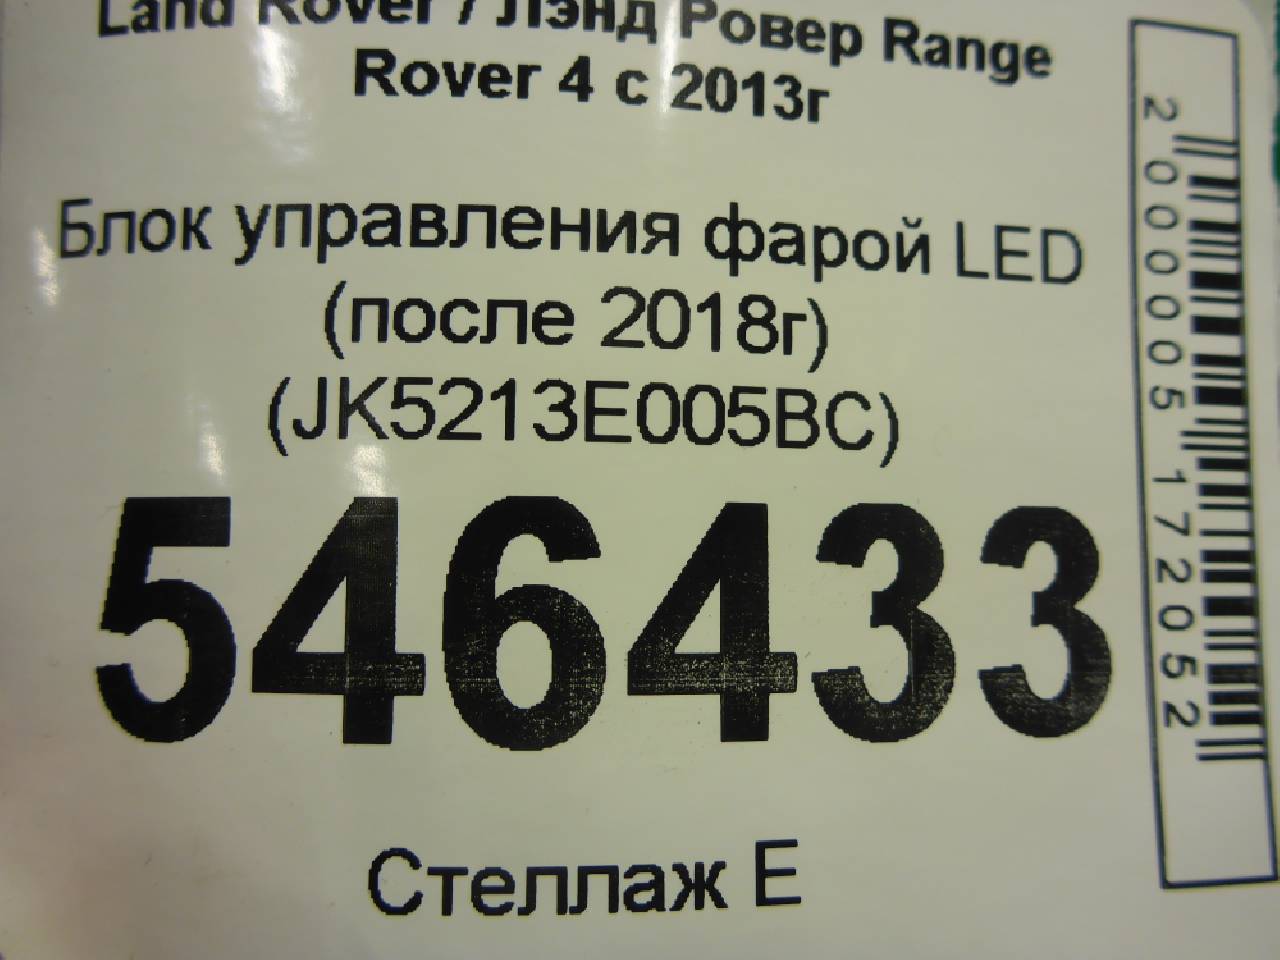 Land Rover / Лэнд Ровер Range
Rover 4 с 2013г
Блок управления фарой LED
(после 2018г)
(JK5213E005BC)
546433
Стеллаж Е
2000005172052